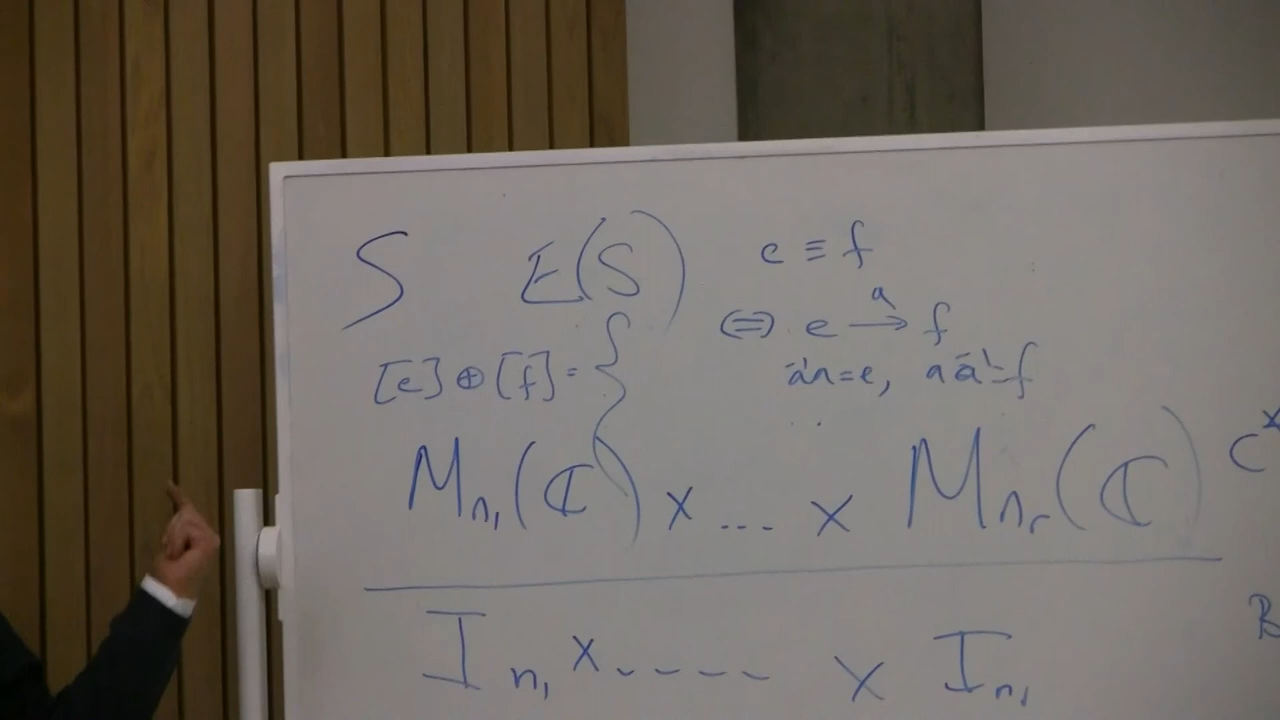 S E(S) e ≡ f
⇔ e →ᵃ f
[e] ⊕ [f] = { a⁻¹a=e, aa⁻¹=f
Mₙ₁(ℂ) × ... × Mₙᵣ(ℂ) C*
Iₙ₁ × ----- × Iₙ₁ B